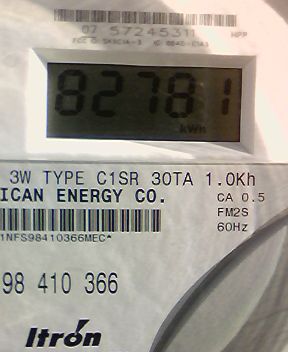 07 57245311
82781
kWh
3W TYPE C1SR 30TA 1.0Kh
ICAN ENERGY CO.
CA 0.5
FM2S
60Hz
1NFS98410366MEC*
98 410 366
Itrón